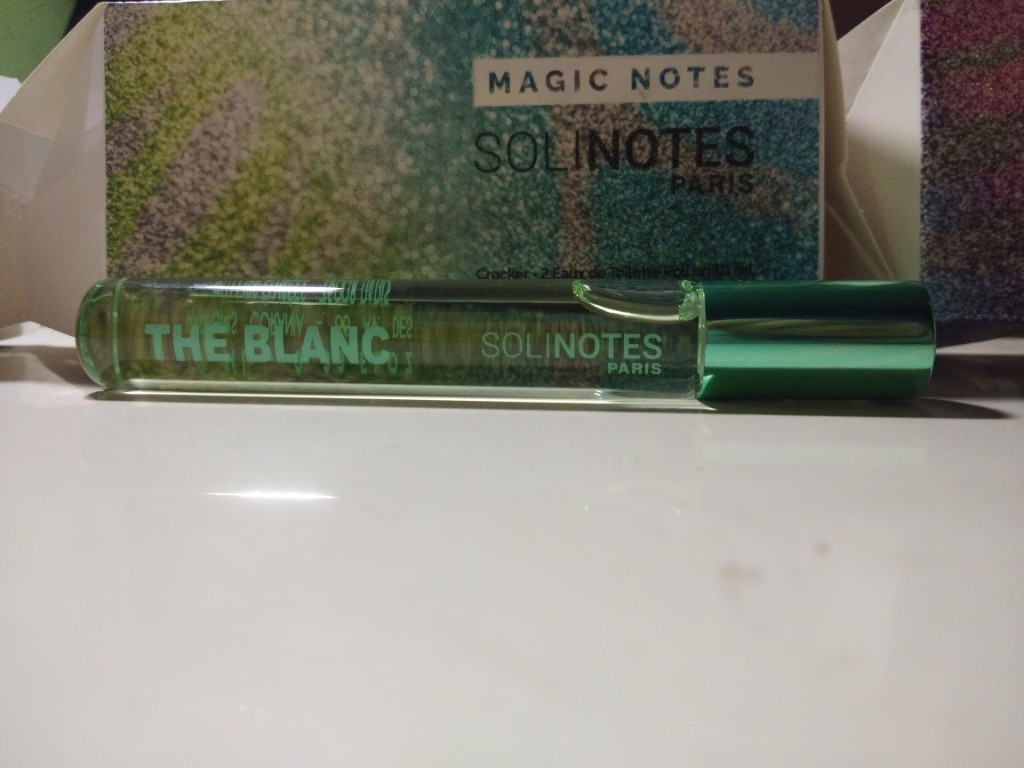 MAGIC NOTES
SOLINOTES
PARIS
Cracker - 2 Eaux de Toilette Roll
THE BLANC
SOLINOTES
PARIS